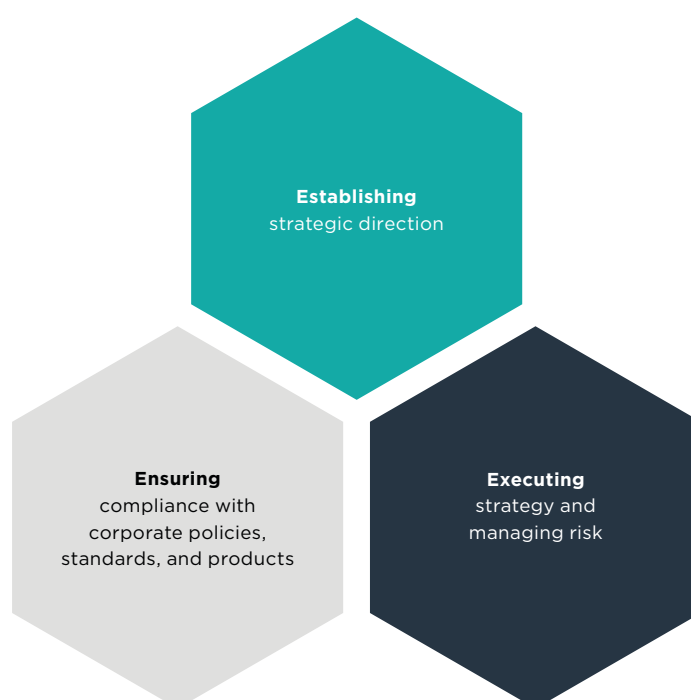 Establishing
strategic direction
Ensuring
compliance with
corporate policies,
standards, and products
Executing
strategy and
managing risk